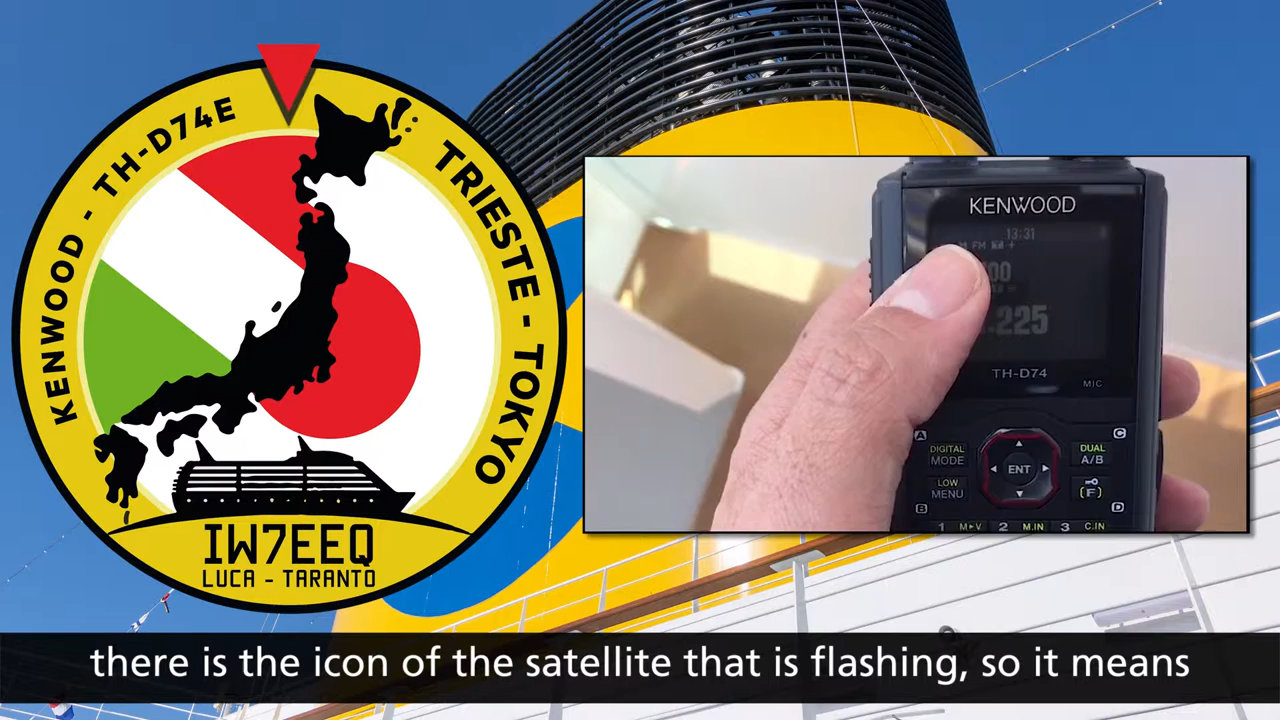 KENWOOD - TH-D74E
TRIESTE - TOKYO
IW7EEQ
LUCA - TARANTO
KENWOOD
13:31
FM
.225
TH-D74
MIC
A
C
DIGITAL
MODE
DUAL
A/B
ENT
LOW
MENU
(F)
B
D
1 M▸V 2 M.IN 3 C.IN
there is the icon of the satellite that is flashing, so it means